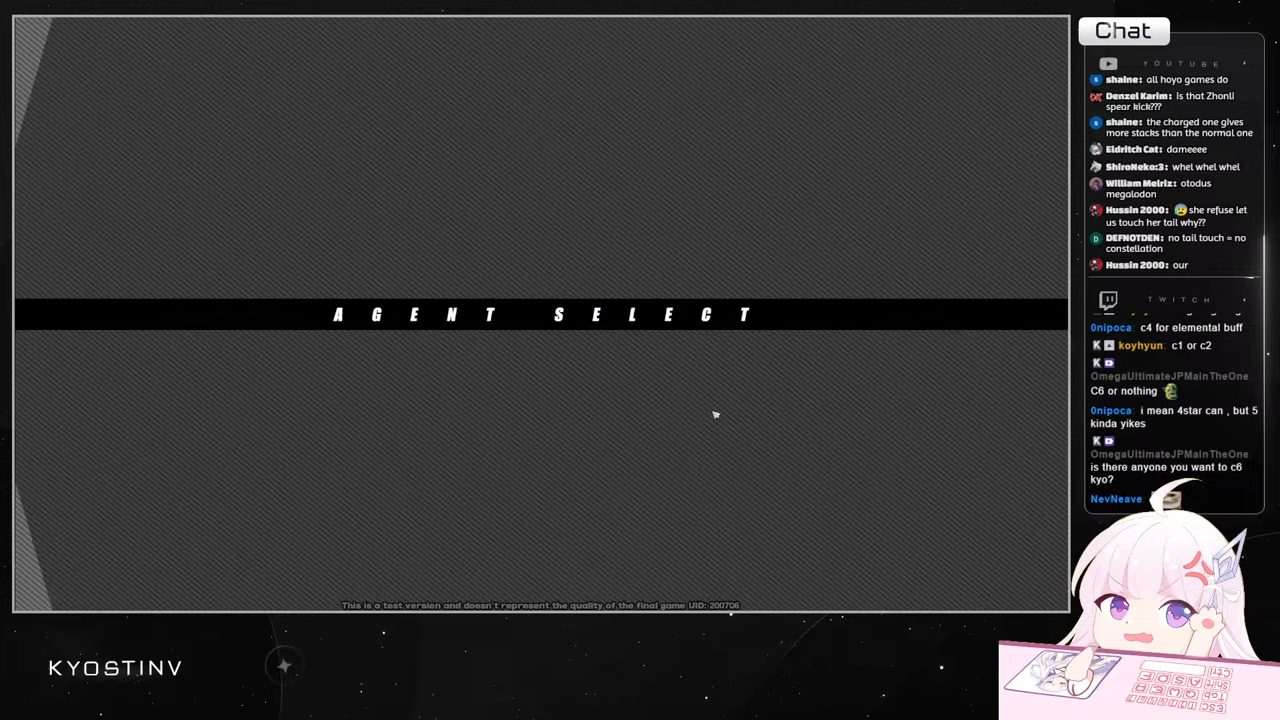 Chat
YOUTUBE
shaine: all hoyo games do
Denzel Karim: Is that Zhonli
spear kick???
shaine: the charged one gives
more stacks than the normal one
Eldritch Cat: dameeee
ShiroNeko:3: whel whel whel
William Melriz: otodus
megalodon
Hussin 2000: she refuse let
us touch her tail why??
DEFNOTDEN: no tail touch = no
constellation
Hussin 2000: our
TWITCH
0nipoca: c4 for elemental buff
koyhyun: c1 or c2
OmegaUltimateJPMainTheOne
C6 or nothing
0nipoca: i mean 4star can , but 5
kinda yikes
OmegaUltimateJPMainTheOne
is there anyone you want to c6
kyo?
NevNeave
AGENT SELECT
This is a test version and doesn't represent the quality of the final game UID: 200706
KYOSTINV